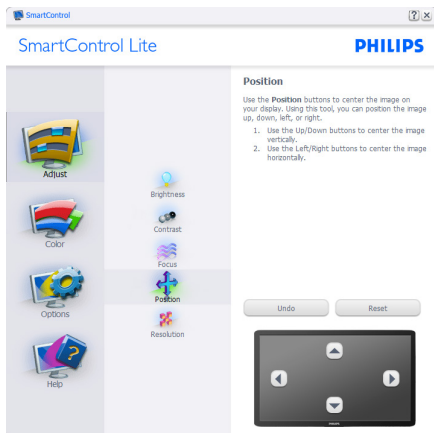 SmartControl
SmartControl Lite
PHILIPS
Adjust
Color
Options
Help
Brightness
Contrast
Focus
Position
Resolution
Position
Use the Position buttons to center the image on
your display. Using this tool, you can position the image
up, down, left, or right.
1. Use the Up/Down buttons to center the image
vertically.
2. Use the Left/Right buttons to center the image
horizontally.
Undo
Reset
PHILIPS